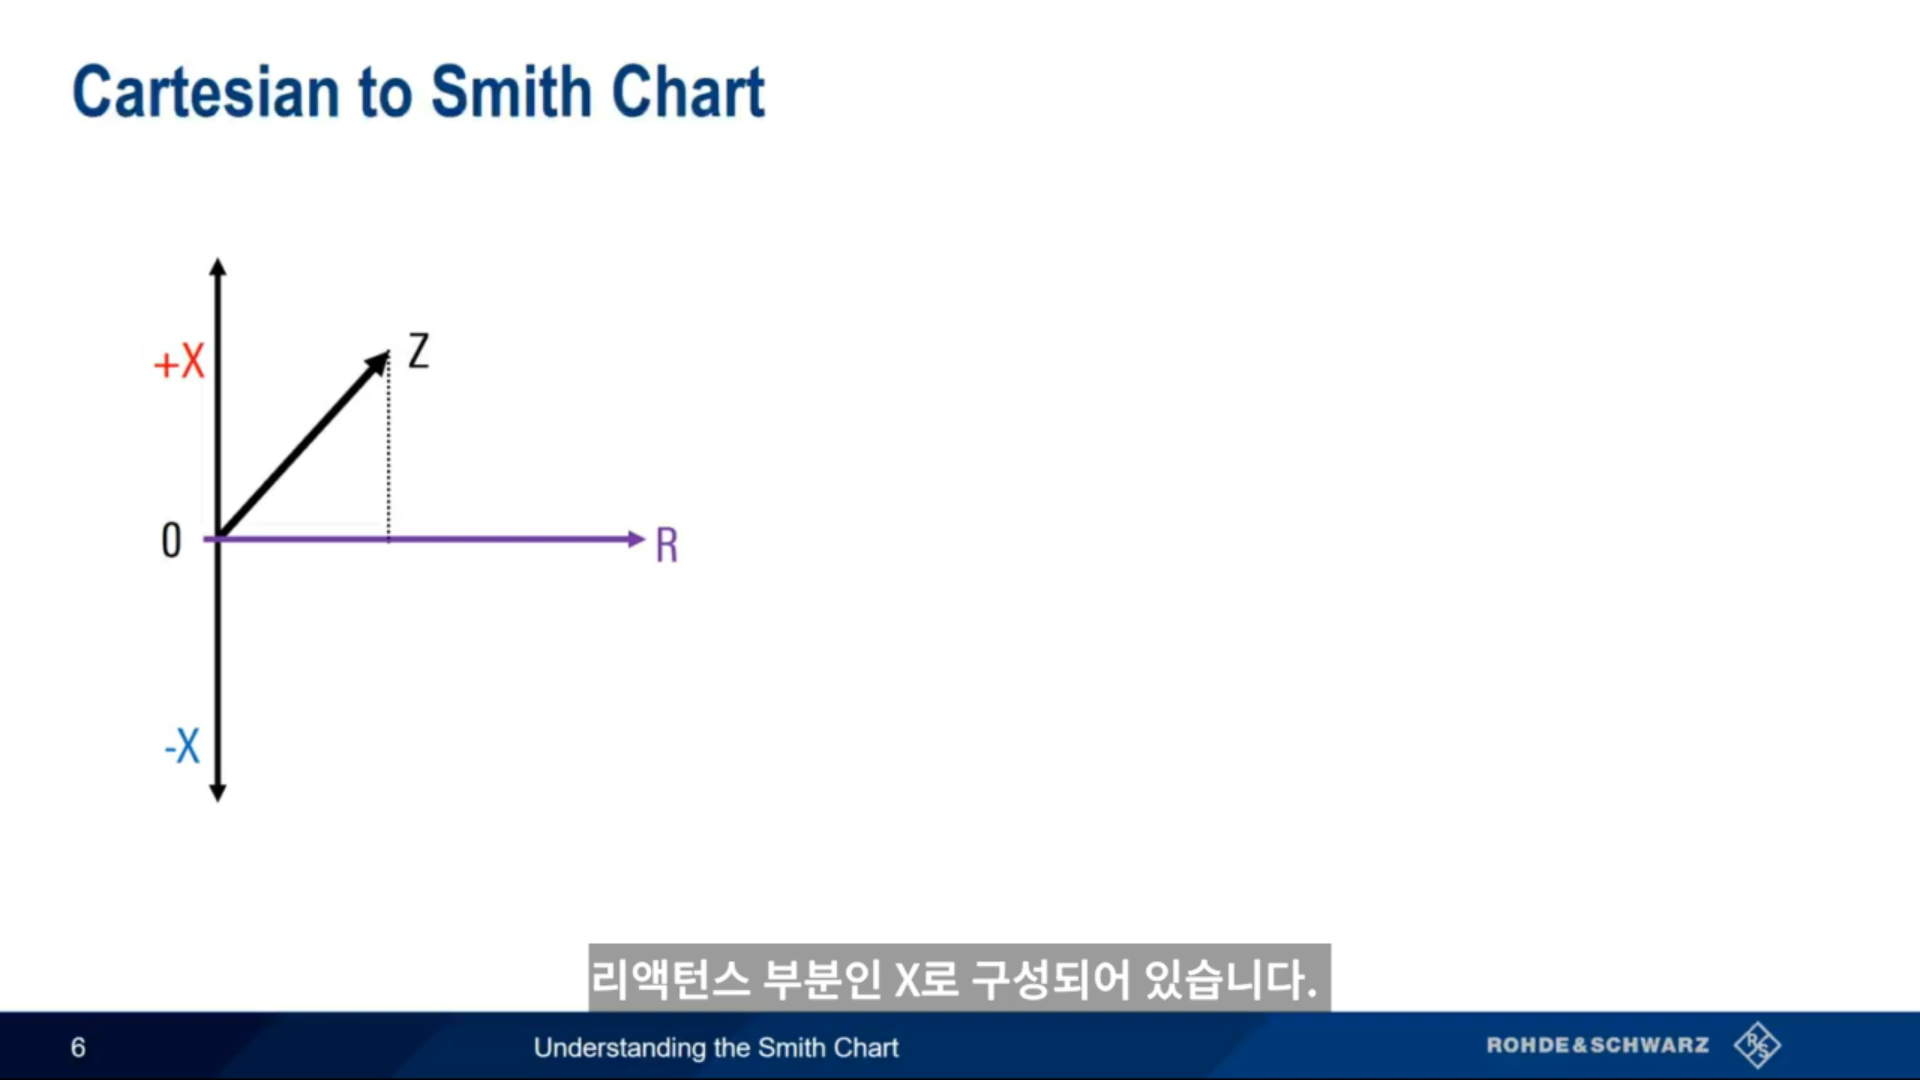 Cartesian to Smith Chart
+X
Z
0
R
-X
리액턴스 부분인 X로 구성되어 있습니다.
6
Understanding the Smith Chart
ROHDE&SCHWARZ
RS